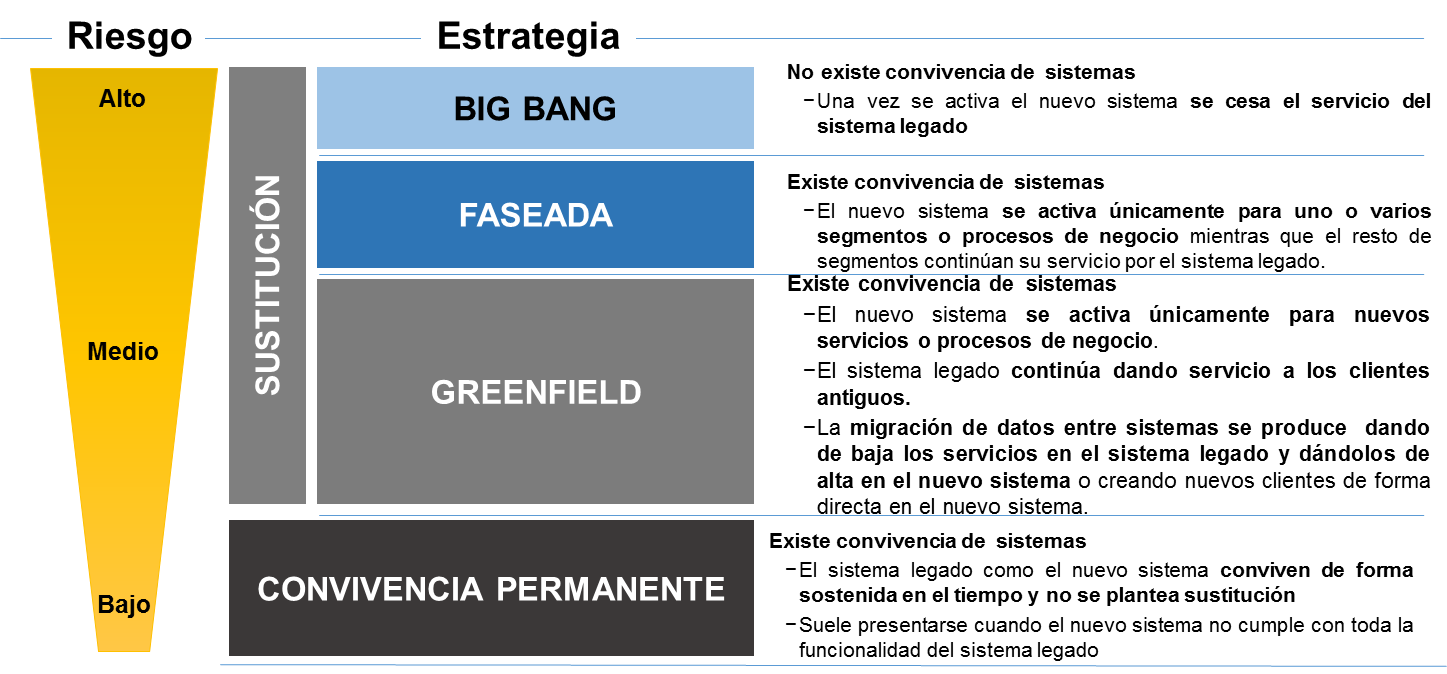 Riesgo
Estrategia
Alto
Medio
Bajo
SUSTITUCIÓN
BIG BANG
No existe convivencia de sistemas
−Una vez se activa el nuevo sistema se cesa el servicio del
sistema legado
FASEADA
Existe convivencia de sistemas
−El nuevo sistema se activa únicamente para uno o varios
segmentos o procesos de negocio mientras que el resto de
segmentos continúan su servicio por el sistema legado.
GREENFIELD
Existe convivencia de sistemas
−El nuevo sistema se activa únicamente para nuevos
servicios o procesos de negocio.
−El sistema legado continúa dando servicio a los clientes
antiguos.
−La migración de datos entre sistemas se produce dando
de baja los servicios en el sistema legado y dándolos de
alta en el nuevo sistema o creando nuevos clientes de forma
directa en el nuevo sistema.
CONVIVENCIA PERMANENTE
Existe convivencia de sistemas
−El sistema legado como el nuevo sistema conviven de forma
sostenida en el tiempo y no se plantea sustitución
−Suele presentarse cuando el nuevo sistema no cumple con toda la
funcionalidad del sistema legado